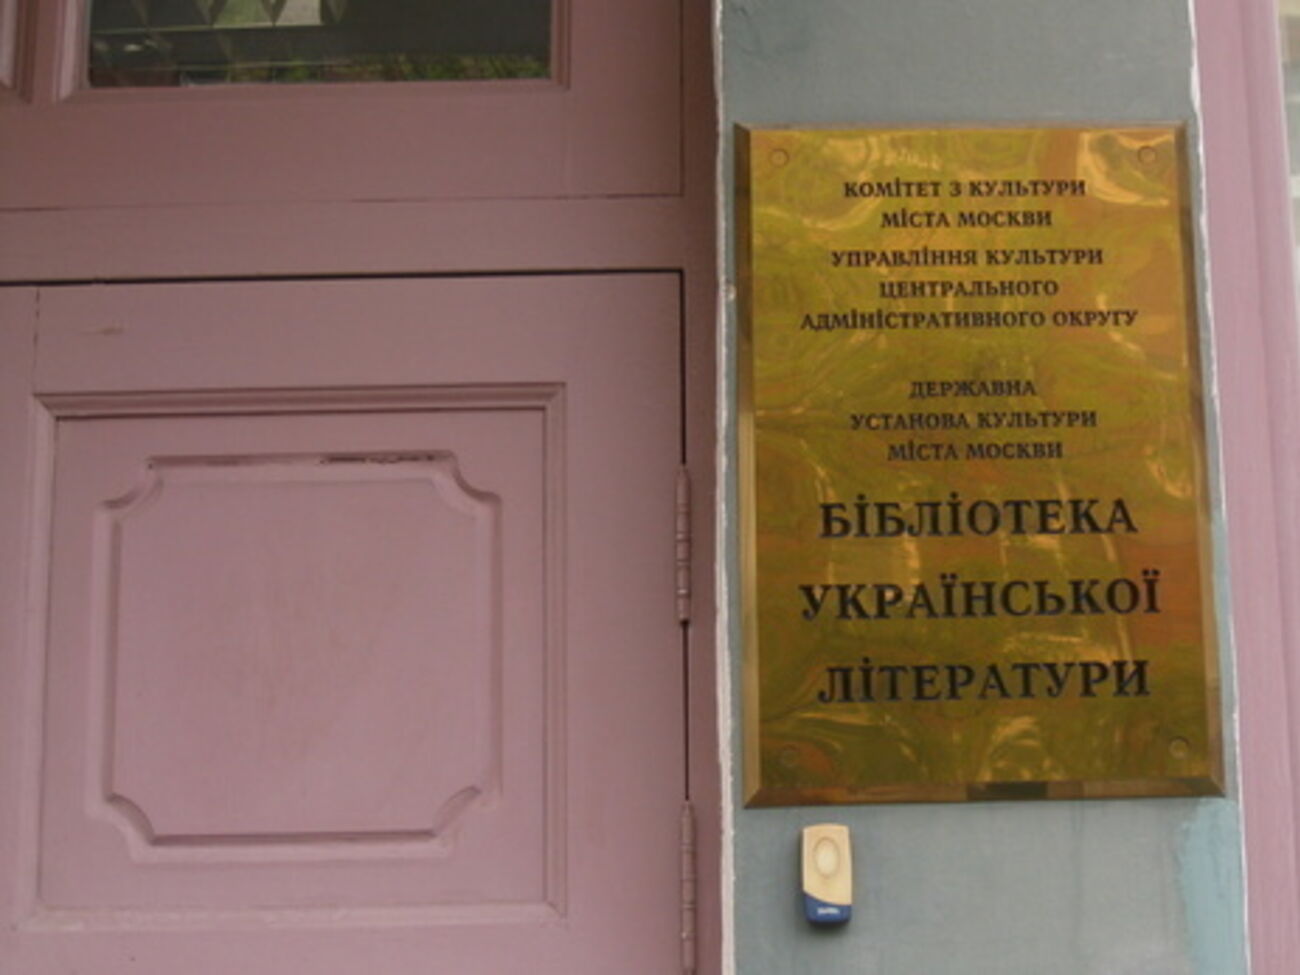 КОМІТЕТ З КУЛЬТУРИ
МІСТА МОСКВИ
УПРАВЛІННЯ КУЛЬТУРИ
ЦЕНТРАЛЬНОГО
АДМІНІСТРАТИВНОГО ОКРУГУ
ДЕРЖАВНА
УСТАНОВА КУЛЬТУРИ
МІСТА МОСКВИ
БІБЛІОТЕКА
УКРАЇНСЬКОЇ
ЛІТЕРАТУРИ